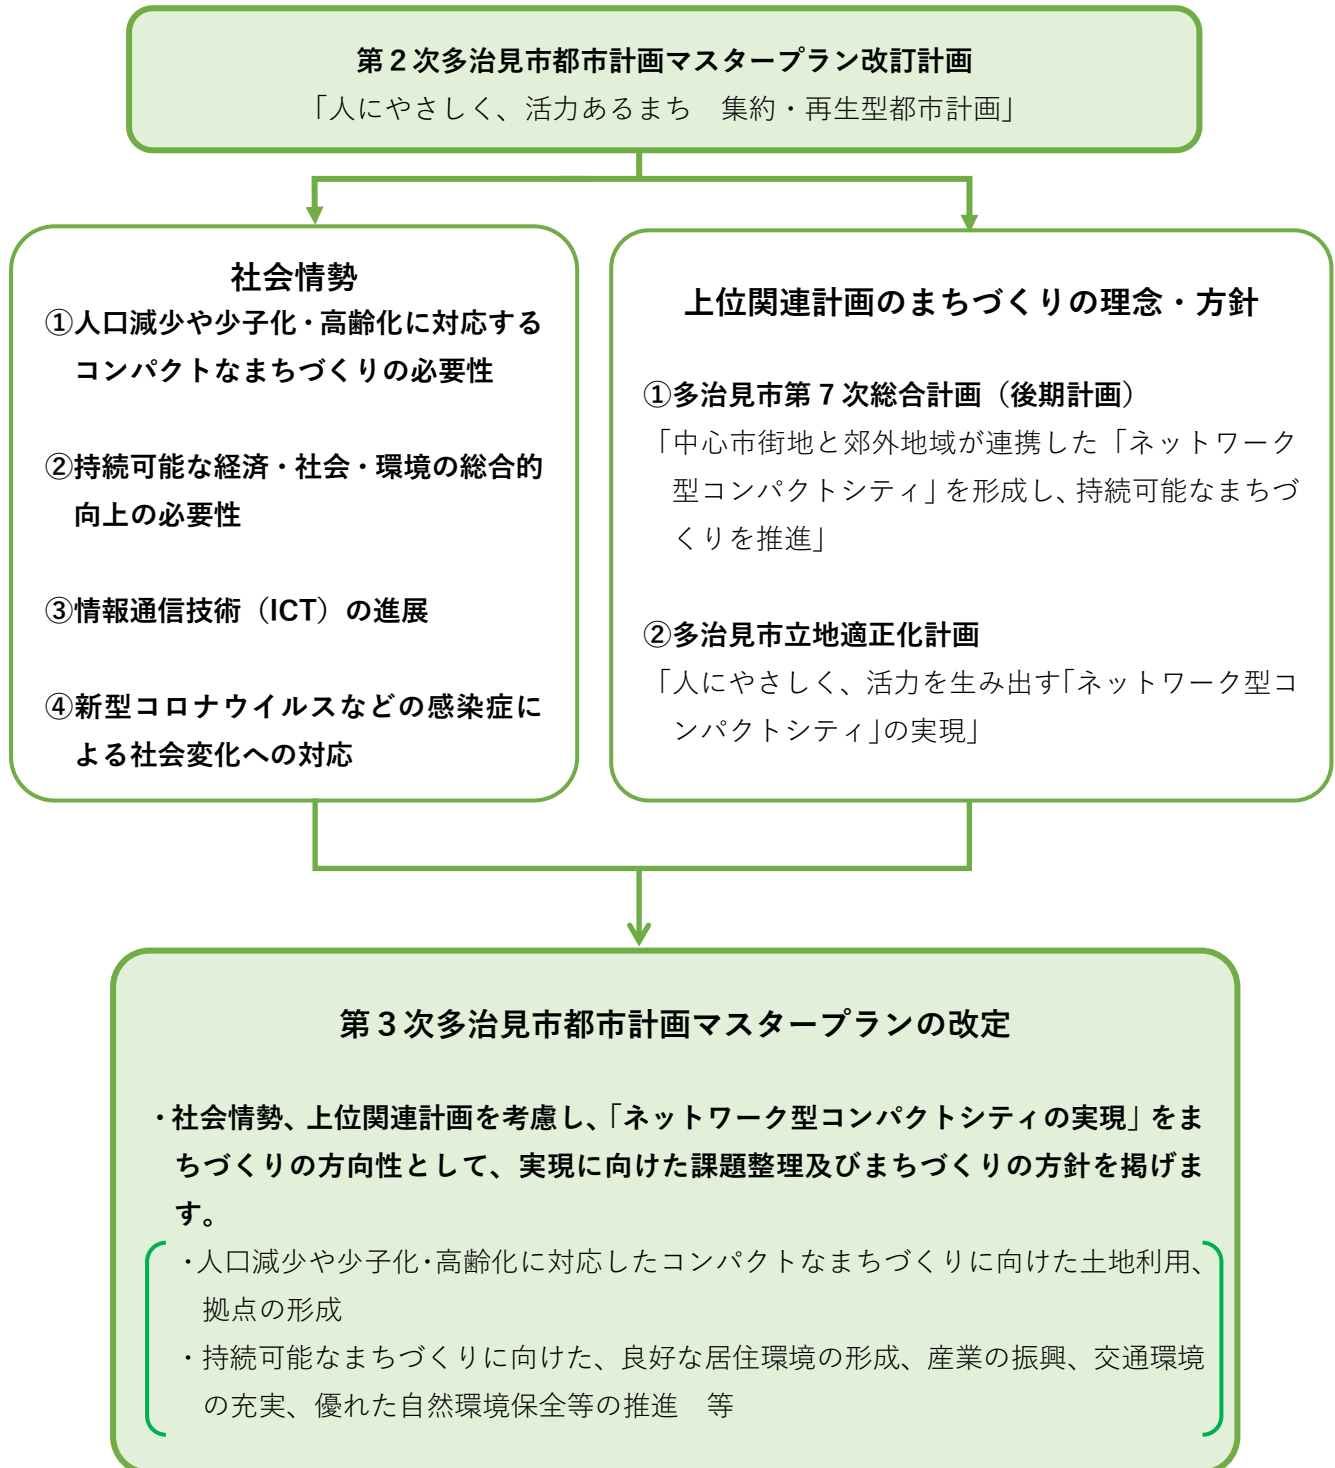 第2次多治見市都市計画マスタープラン改訂計画
「人にやさしく、活力あるまち　集約・再生型都市計画」
社会情勢
①人口減少や少子化・高齢化に対応する
コンパクトなまちづくりの必要性
②持続可能な経済・社会・環境の総合的
向上の必要性
③情報通信技術（ICT）の進展
④新型コロナウイルスなどの感染症に
よる社会変化への対応
上位関連計画のまちづくりの理念・方針
①多治見市第7次総合計画（後期計画）
「中心市街地と郊外地域が連携した「ネットワーク
型コンパクトシティ」を形成し、持続可能なまちづ
くりを推進」
②多治見市立地適正化計画
「人にやさしく、活力を生み出す「ネットワーク型コ
ンパクトシティ」の実現」
第3次多治見市都市計画マスタープランの改定
・社会情勢、上位関連計画を考慮し、「ネットワーク型コンパクトシティの実現」をま
ちづくりの方向性として、実現に向けた課題整理及びまちづくりの方針を掲げま
す。
・人口減少や少子化・高齢化に対応したコンパクトなまちづくりに向けた土地利用、
拠点の形成
・持続可能なまちづくりに向けた、良好な居住環境の形成、産業の振興、交通環境
の充実、優れた自然環境保全等の推進　等